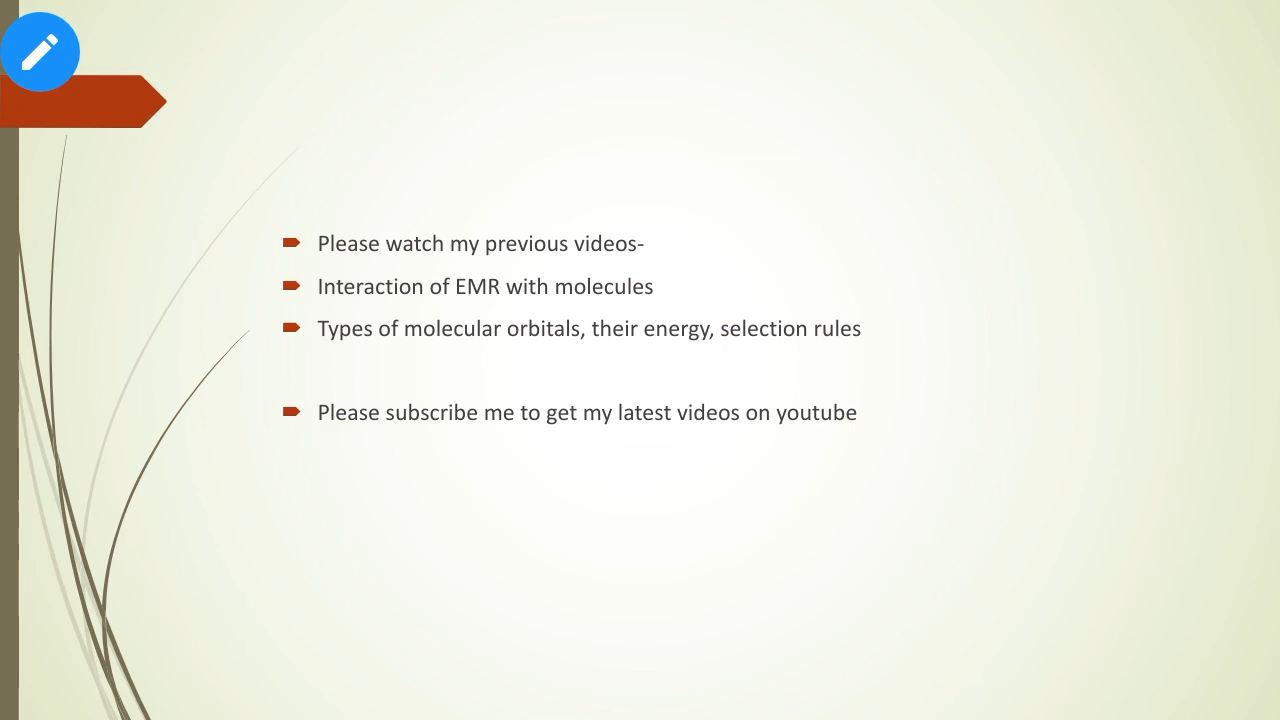 Please watch my previous videos-
Interaction of EMR with molecules
Types of molecular orbitals, their energy, selection rules
Please subscribe me to get my latest videos on youtube